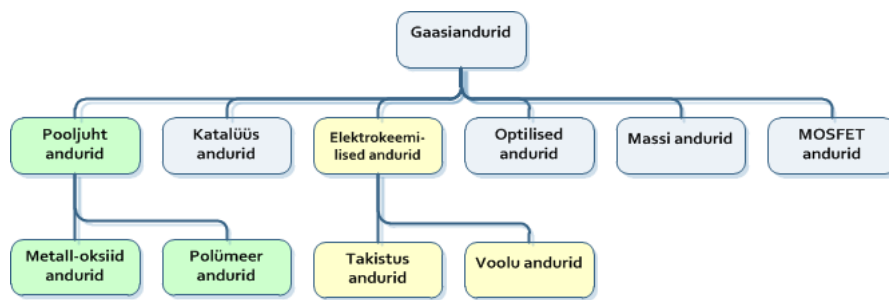 Gaasiandurid
Pooljuht
andurid
Katalüüs
andurid
Elektrokeemi-
lised andurid
Optilised
andurid
Massi andurid
MOSFET
andurid
Metall-oksiid
andurid
Polümeer
andurid
Takistus
andurid
Voolu andurid